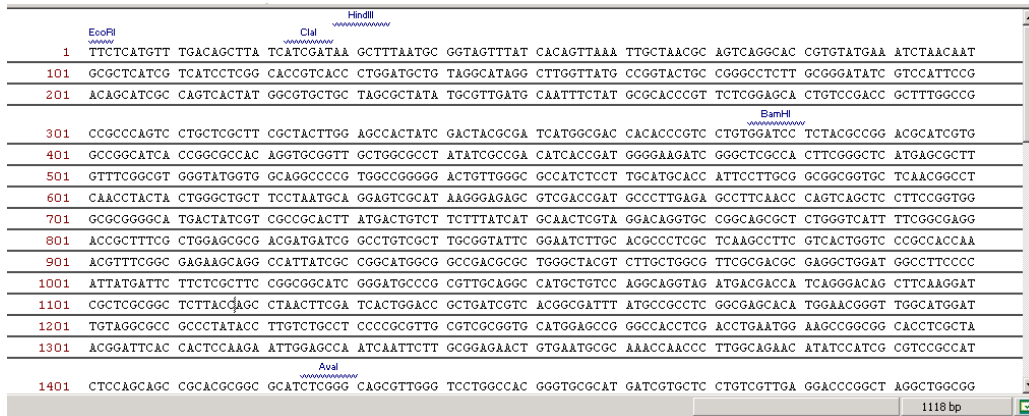 HindIII
EcoRI ClaI
1 TTCTCATGTT TGACAGCTTA TCATCGATAA GCTTTAATGC GGTAGTTTAT CACAGTTAAA TTGCTAACGC AGTCAGGCAC CGTGTATGAA ATCTAACAAT
101 GCGCTCATCG TCATCCTCGG CACCGTCACC CTGGATGCTG TAGGCATAGG CTTGGTTATG CCGGTACTGC CGGGCCTCTT GCGGGATATC GTCCATTCCG
201 ACAGCATCGC CAGTCACTAT GGCGTGCTGC TAGCGCTATA TGCGTTGATG CAATTTCTAT GCGCACCCGT TCTCGGAGCA CTGTCCGACC GCTTTGGCCG
BamHI
301 CCGCCCAGTC CTGCTCGCTT CGCTACTTGG AGCCACTATC GACTACGCGA TCATGGCGAC CACACCCGTC CTGTGGATCC TCTACGCCGG ACGCATCGTG
401 GCCGGCATCA CCGGCGCCAC AGGTGCGGTT GCTGGCGCCT ATATCGCCGA CATCACCGAT GGGGAAGATC GGGCTCGCCA CTTCGGGCTC ATGAGCGCTT
501 GTTTCGGCGT GGGTATGGTG GCAGGCCCCG TGGCCGGGGG ACTGTTGGGC GCCATCTCCT TGCATGCACC ATTCCTTGCG GCGGCGGTGC TCAACGGCCT
601 CAACCTACTA CTGGGCTGCT TCCTAATGCA GGAGTCGCAT AAGGGAGAGC GTCGACCGAT GCCCTTGAGA GCCTTCAACC CAGTCAGCTC CTTCCGGTGG
701 GCGCGGGGCA TGACTATCGT CGCCGCACTT ATGACTGTCT TCTTTATCAT GCAACTCGTA GGACAGGTGC CGGCAGCGCT CTGGGTCATT TTCGGCGAGG
801 ACCGCTTTCG CTGGAGCGCG ACGATGATCG GCCTGTCGCT TGCGGTATTC GGAATCTTGC ACGCCCTCGC TCAAGCCTTC GTCACTGGTC CCGCCACCAA
901 ACGTTTCGGC GAGAAGCAGG CCATTATCGC CGGCATGGCG GCCGACGCGC TGGGCTACGT CTTGCTGGCG TTCGCGACGC GAGGCTGGAT GGCCTTCCCC
1001 ATTATGATTC TTCTCGCTTC CGGCGGCATC GGGATGCCCG CGTTGCAGGC CATGCTGTCC AGGCAGGTAG ATGACGACCA TCAGGGACAG CTTCAAGGAT
1101 CGCTCGCGGC TCTTACCAGC CTAACTTCGA TCACTGGACC GCTGATCGTC ACGGCGATTT ATGCCGCCTC GGCGAGCACA TGGAACGGGT TGGCATGGAT
1201 TGTAGGCGCC GCCCTATACC TTGTCTGCCT CCCCGCGTTG CGTCGCGGTG CATGGAGCCG GGCCACCTCG ACCTGAATGG AAGCCGGCGG CACCTCGCTA
1301 ACGGATTCAC CACTCCAAGA ATTGGAGCCA ATCAATTCTT GCGGAGAACT GTGAATGCGC AAACCAACCC TTGGCAGAAC ATATCCATCG CGTCCGCCAT
AvaI
1401 CTCCAGCAGC CGCACGCGGC GCATCTCGGG CAGCGTTGGG TCCTGGCCAC GGGTGCGCAT GATCGTGCTC CTGTCGTTGA GGACCCGGCT AGGCTGGCGG
1118 bp